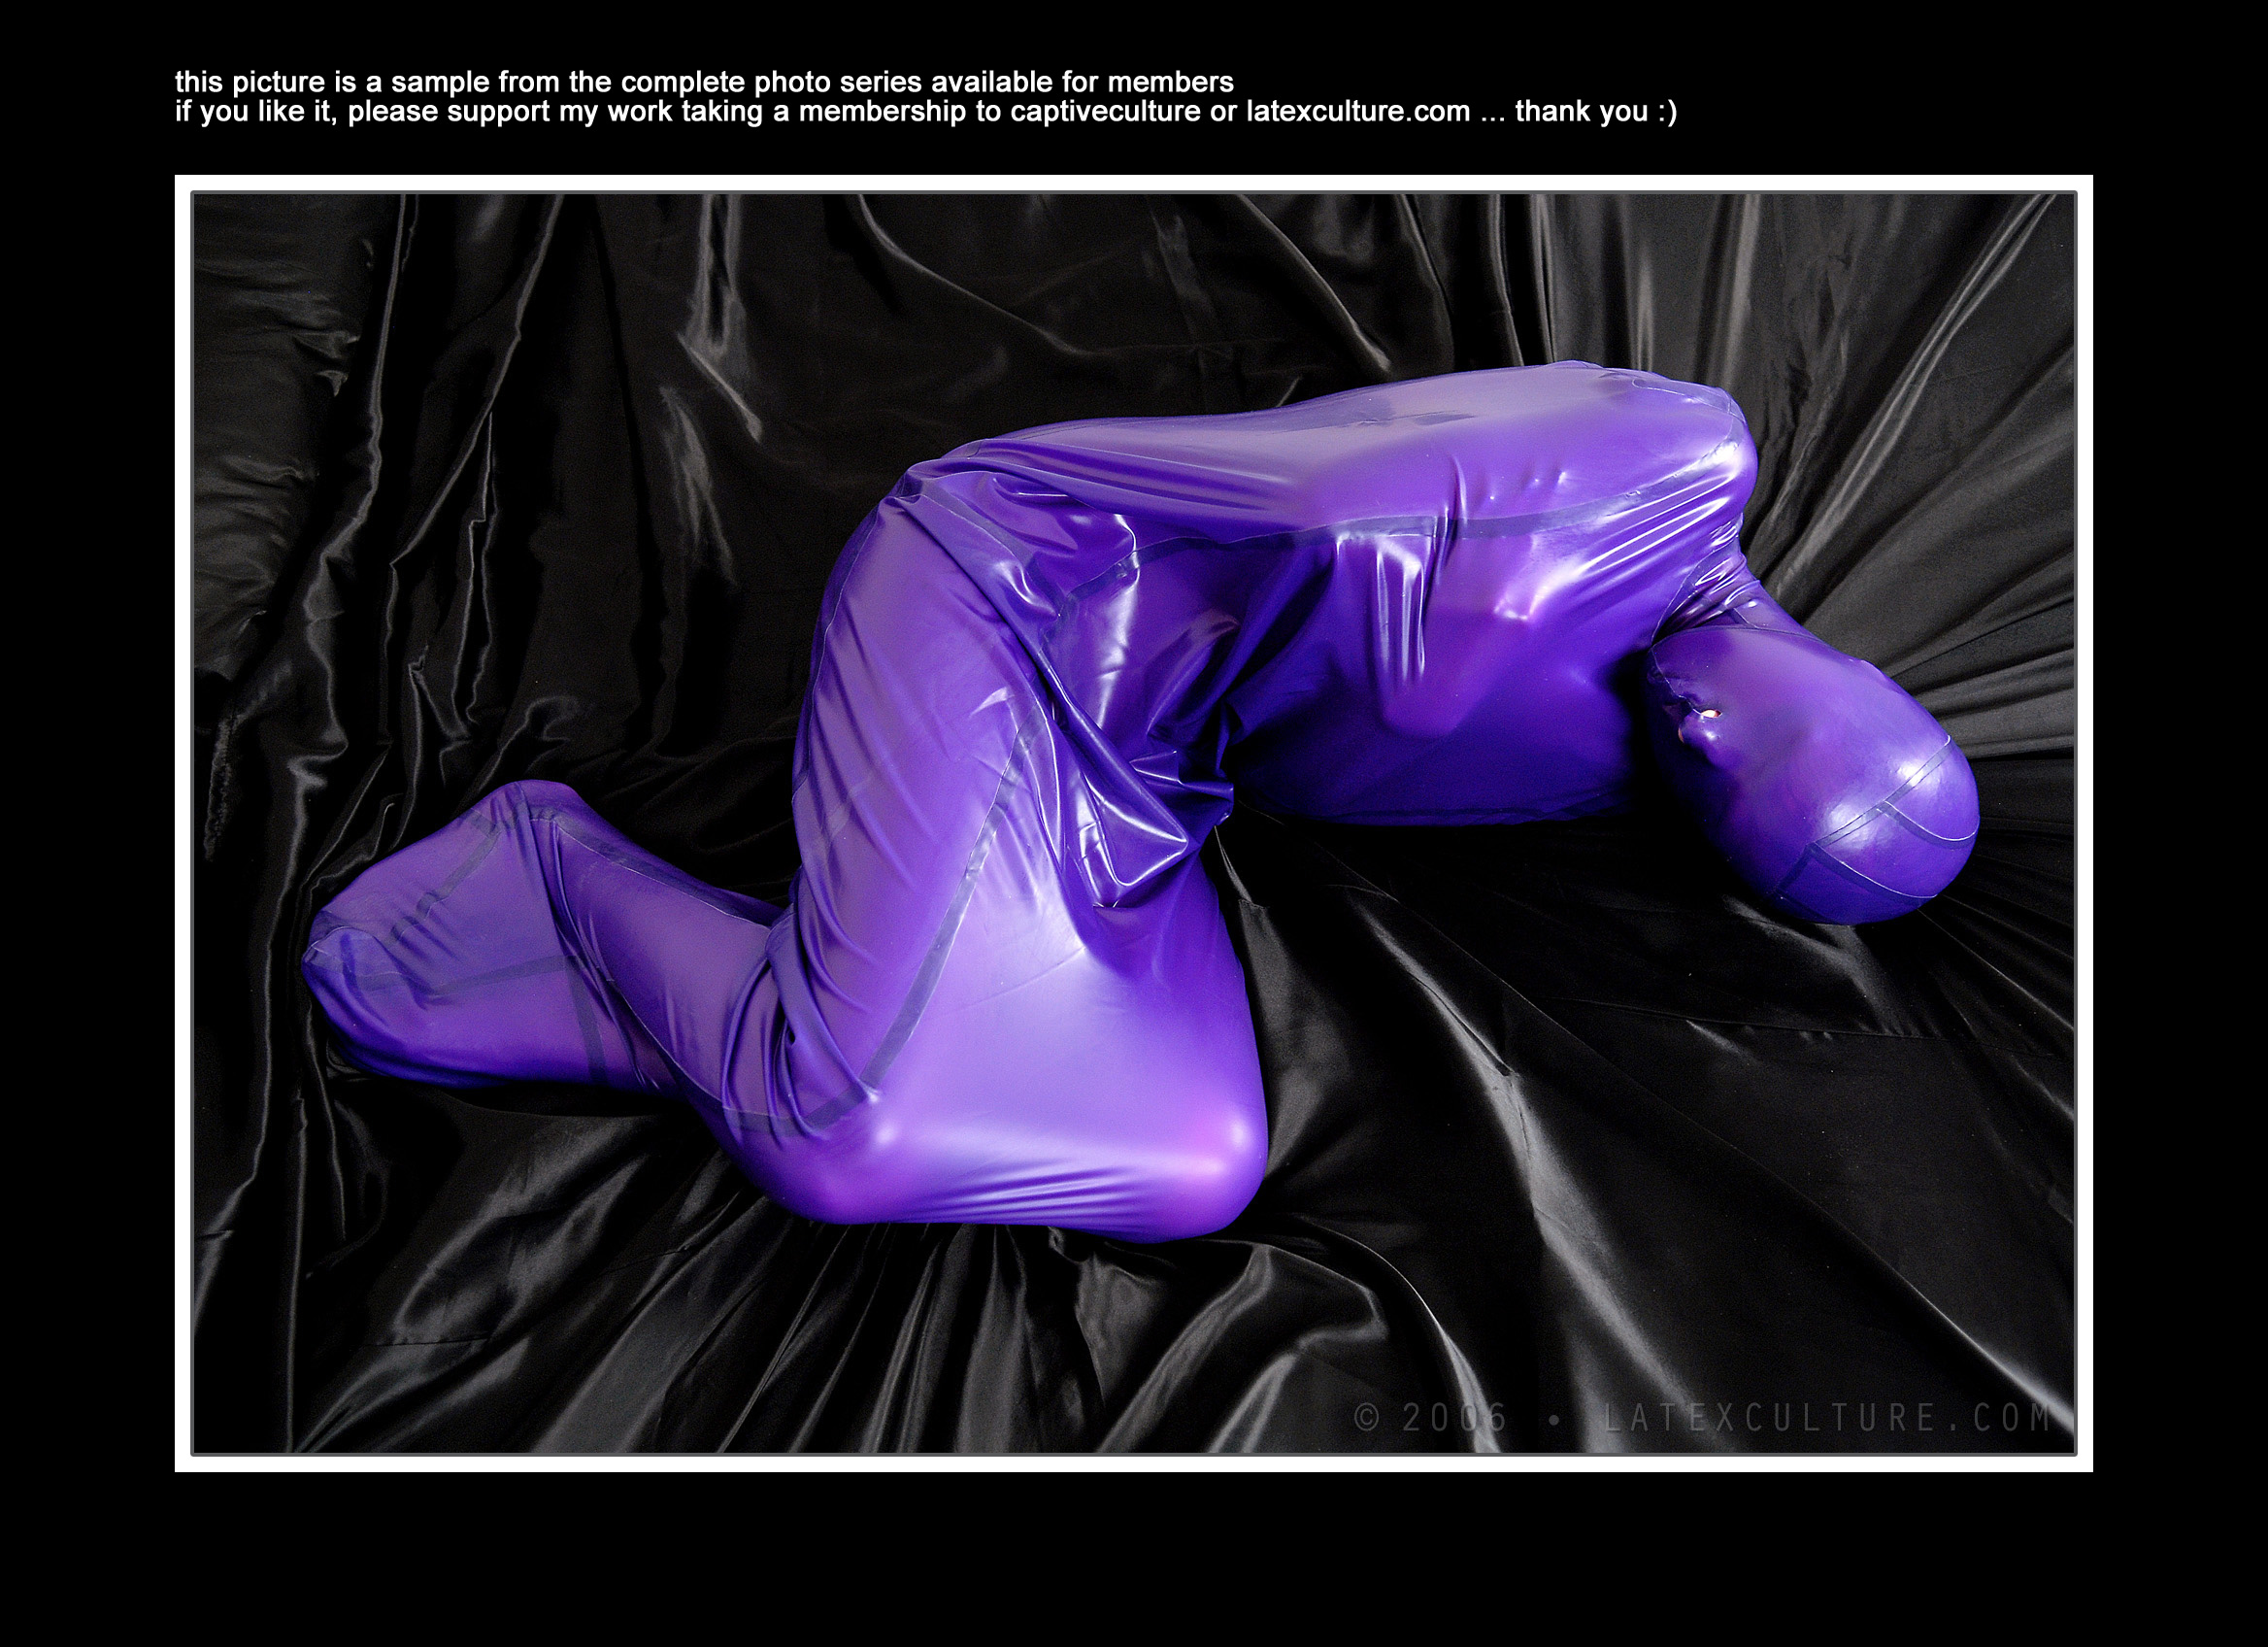 this picture is a sample from the complete photo series available for members
if you like it, please support my work taking a membership to captiveculture or latexculture.com ... thank you :)
© 2006 • LATEXCULTURE.COM